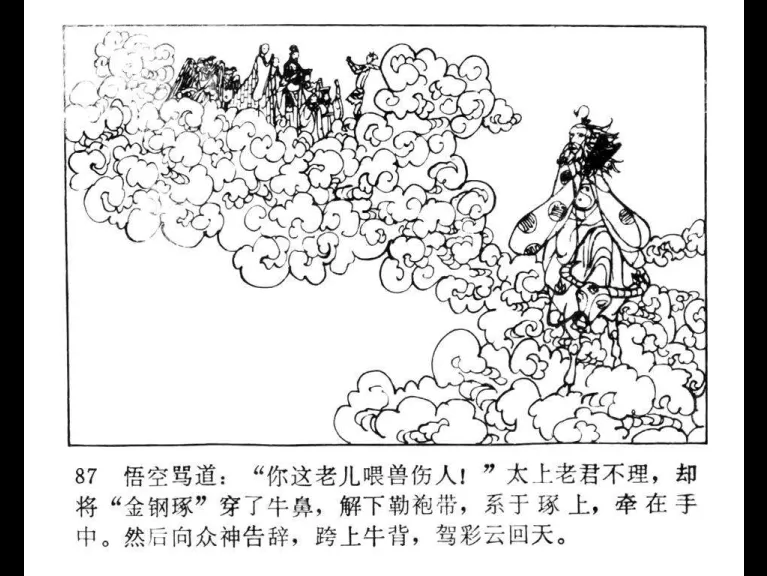 87 悟空骂道：“你这老儿喂兽伤人！”太上老君不理，却
将“金钢琢”穿了牛鼻，解下勒袍带，系于琢上，牵在手
中。然后向众神告辞，跨上牛背，驾彩云回天。